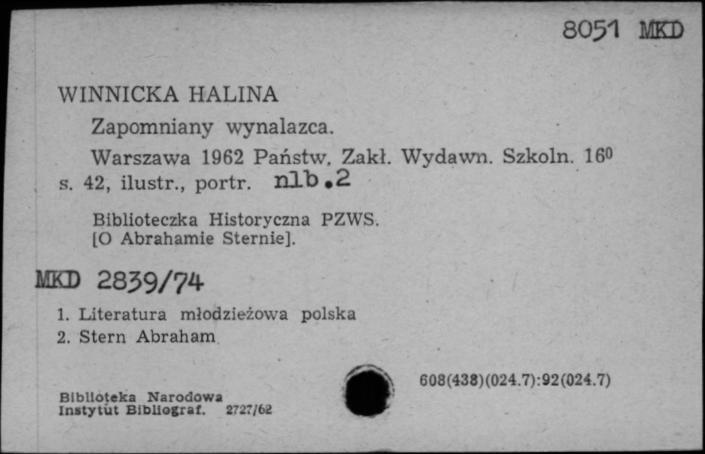 8051 MKD
WINNICKA HALINA
Zapomniany wynalazca.
Warszawa 1962 Państw. Zakł. Wydawn. Szkoln. 16⁰
s. 42, ilustr., portr. nlb.2
Biblioteczka Historyczna PZWS.
[O Abrahamie Sternie].
MKD 2839/74
1. Literatura młodzieżowa polska
2. Stern Abraham
608(438)(024.7):92(024.7)
Biblioteka Narodowa
Instytut Bibliograf. 2727/62